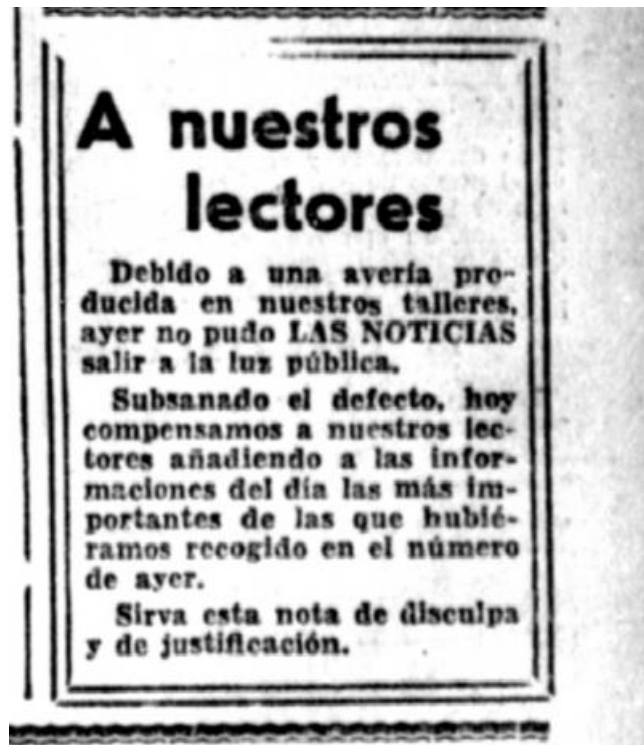 A nuestros
lectores
Debido a una avería pro-
ducida en nuestros talleres,
ayer no pudo LAS NOTICIAS
salir a la luz pública.
Subsanado el defecto, hoy
compensamos a nuestros lec-
tores añadiendo a las infor-
maciones del día las más im-
portantes de las que hubié-
ramos recogido en el número
de ayer.
Sirva esta nota de disculpa
y de justificación.